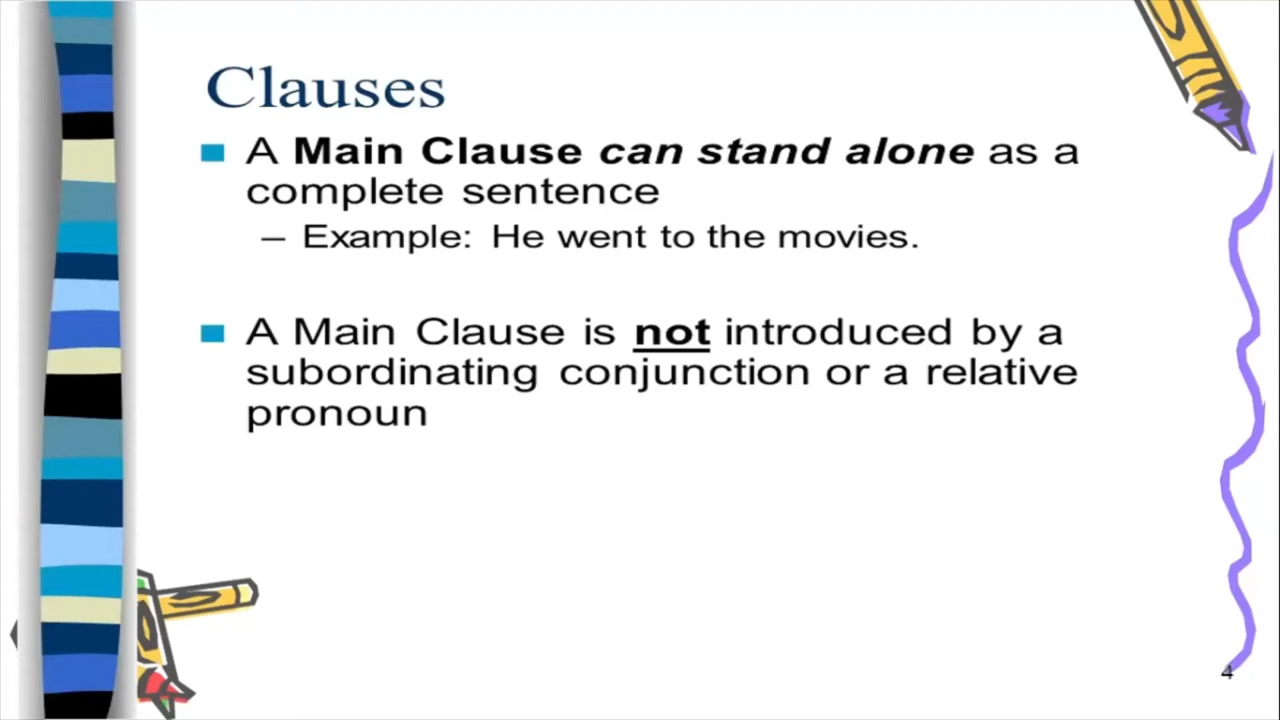 Clauses
A Main Clause can stand alone as a
complete sentence
– Example: He went to the movies.
A Main Clause is not introduced by a
subordinating conjunction or a relative
pronoun
4